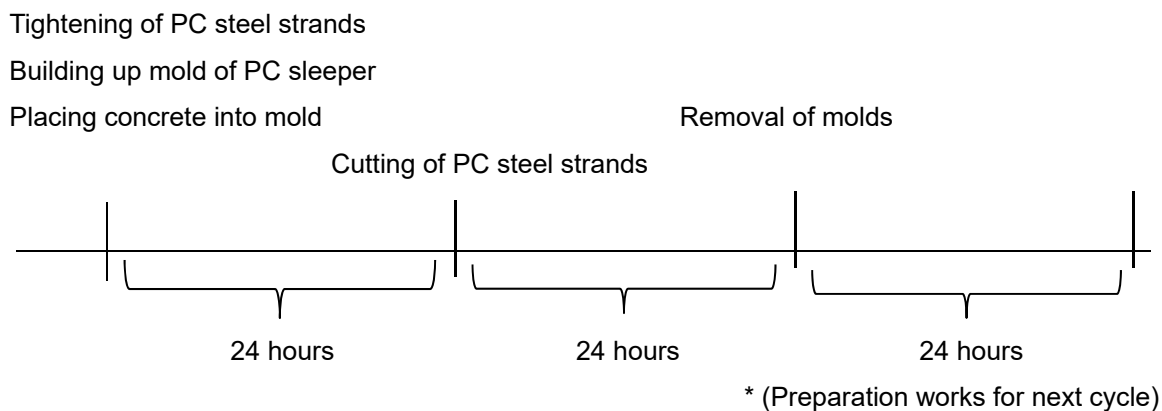 Tightening of PC steel strands
Building up mold of PC sleeper
Placing concrete into mold
Removal of molds
Cutting of PC steel strands
24 hours
24 hours
24 hours
* (Preparation works for next cycle)